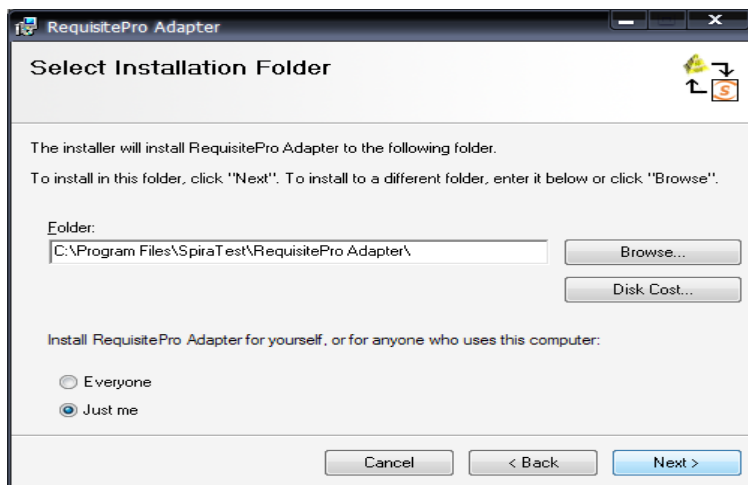 RequisitePro Adapter
Select Installation Folder
The installer will install RequisitePro Adapter to the following folder.
To install in this folder, click "Next". To install to a different folder, enter it below or click "Browse".
Folder:
C:\Program Files\SpiraTest\RequisitePro Adapter\
Browse...
Disk Cost...
Install RequisitePro Adapter for yourself, or for anyone who uses this computer:
Everyone
Just me
Cancel
< Back
Next >